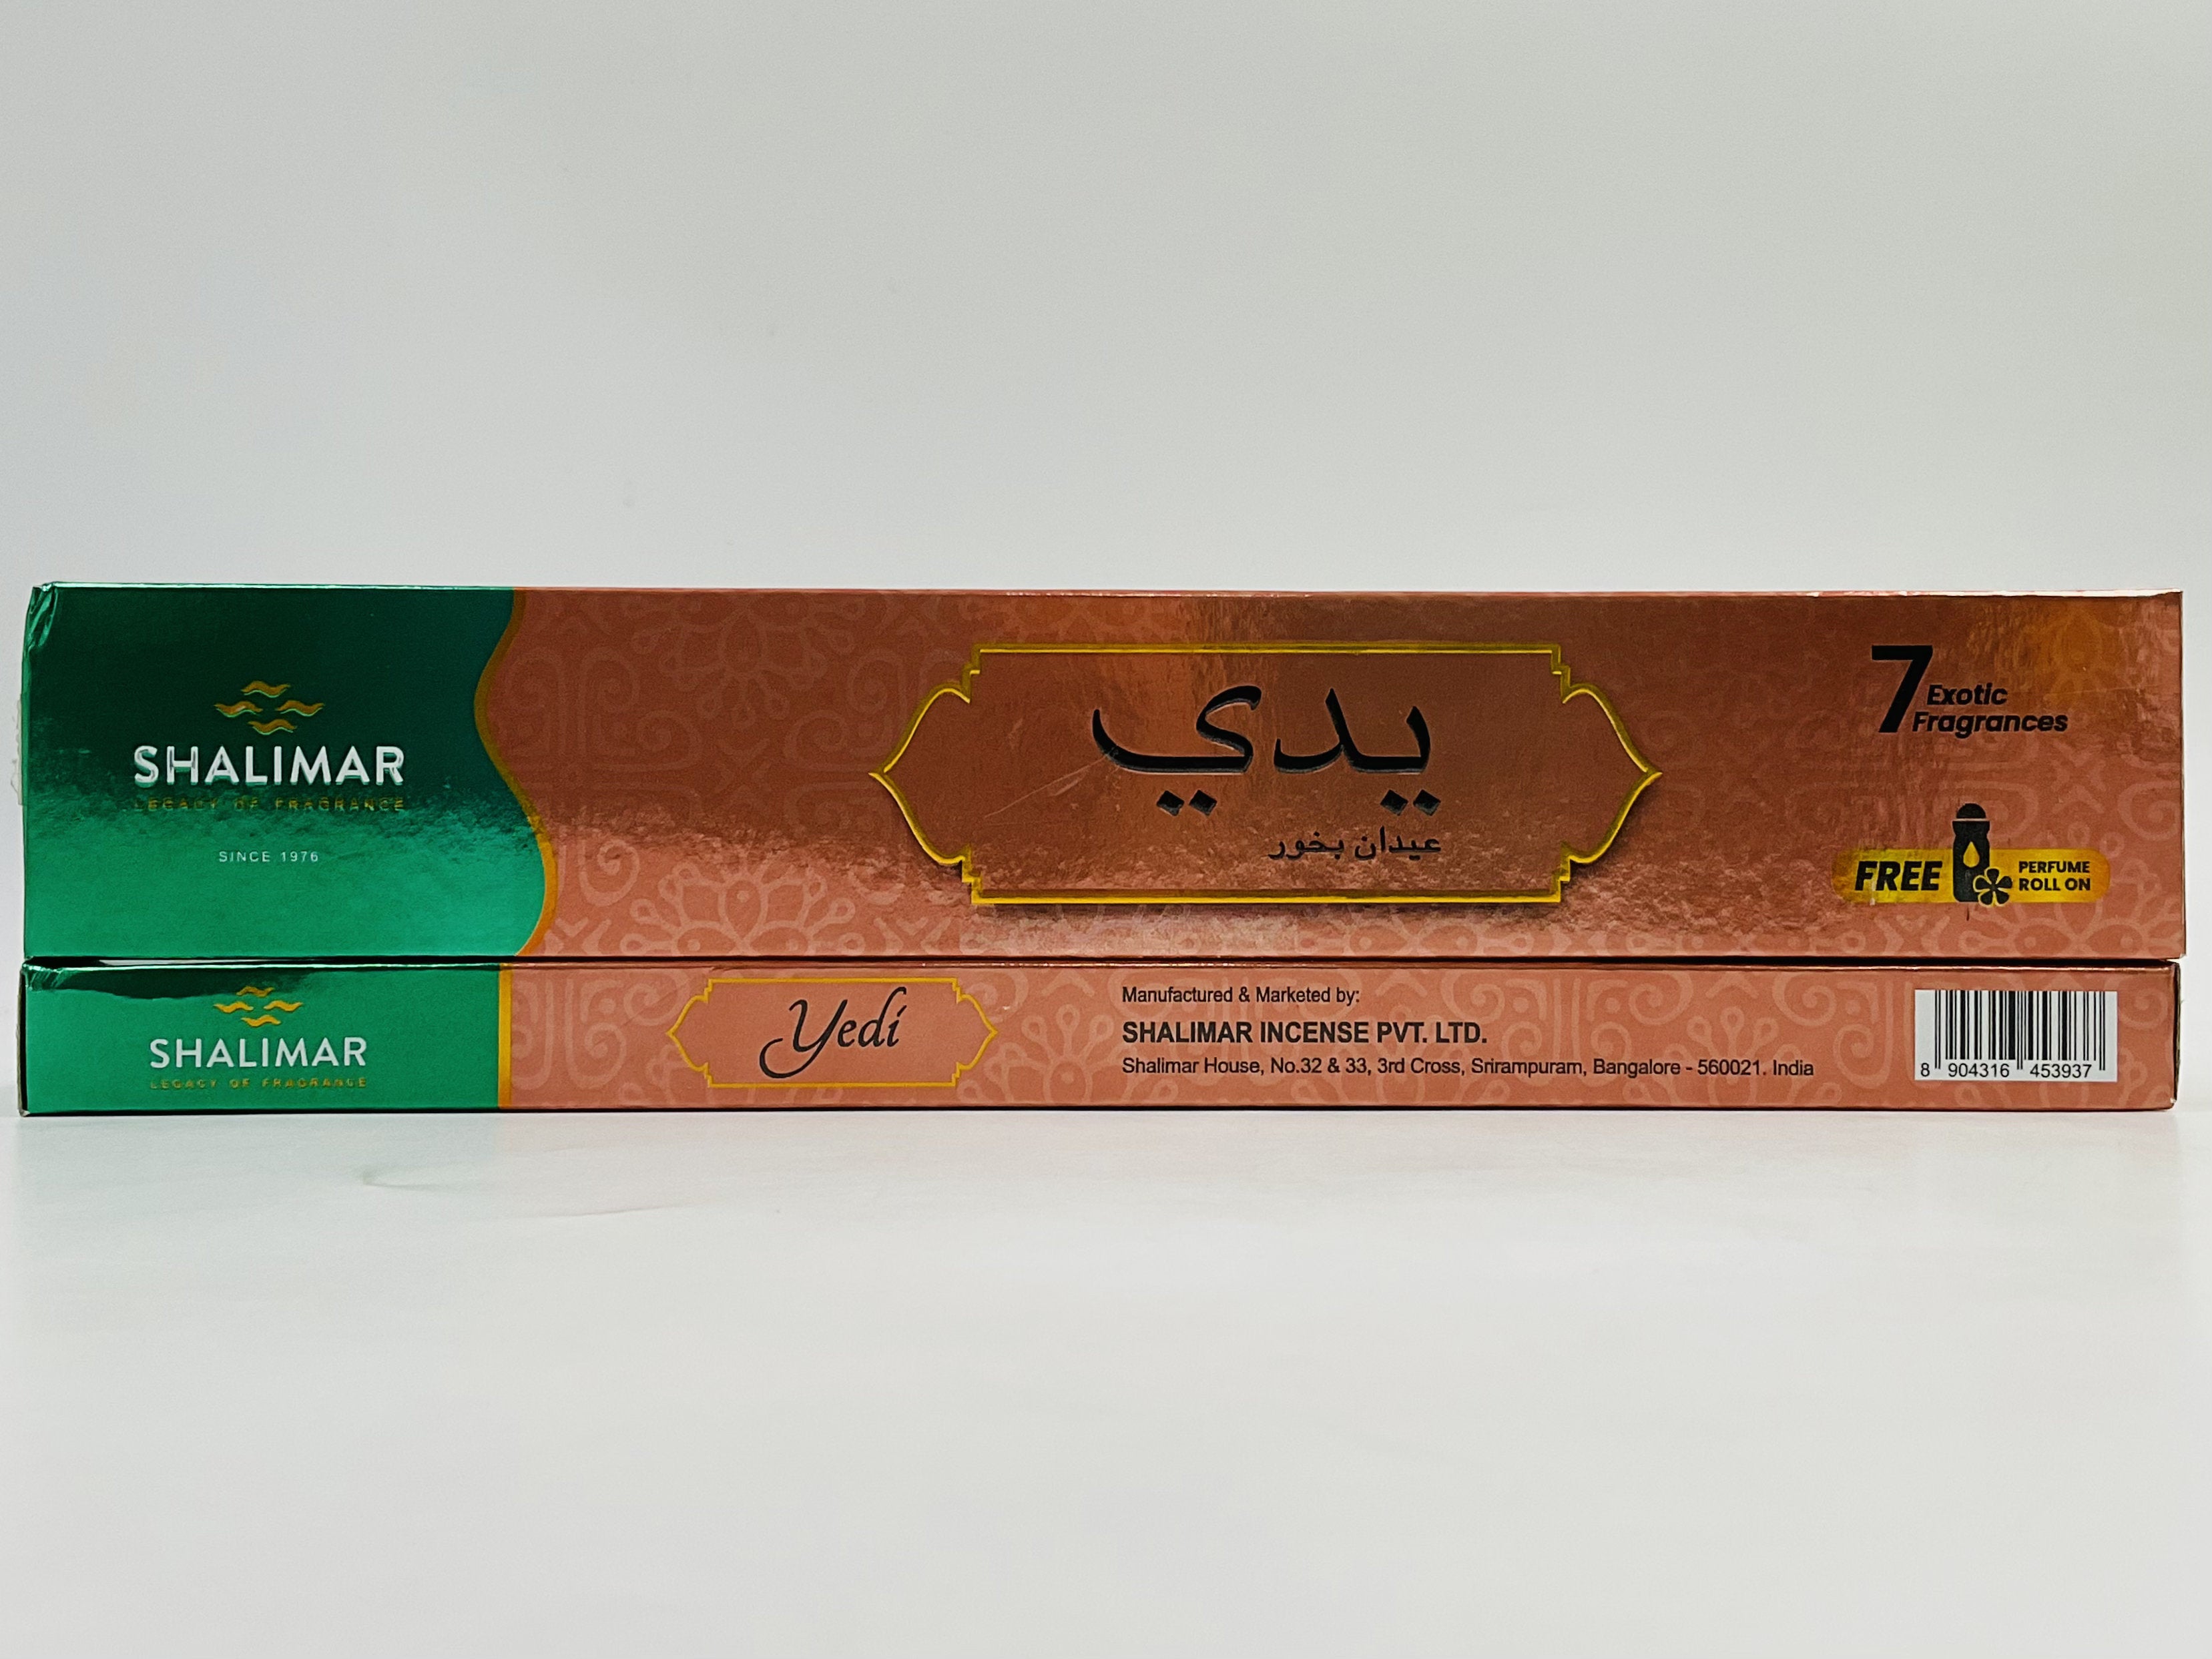 SHALIMAR
LEGACY OF FRAGRANCE
SINCE 1976
يدي
عيدان بخور
7 Exotic
Fragrances
FREE PERFUME
ROLL ON
SHALIMAR
LEGACY OF FRAGRANCE
Yedi
Manufactured & Marketed by:
SHALIMAR INCENSE PVT. LTD.
Shalimar House, No.32 & 33, 3rd Cross, Srirampuram, Bangalore - 560021. India
8 904316 453937